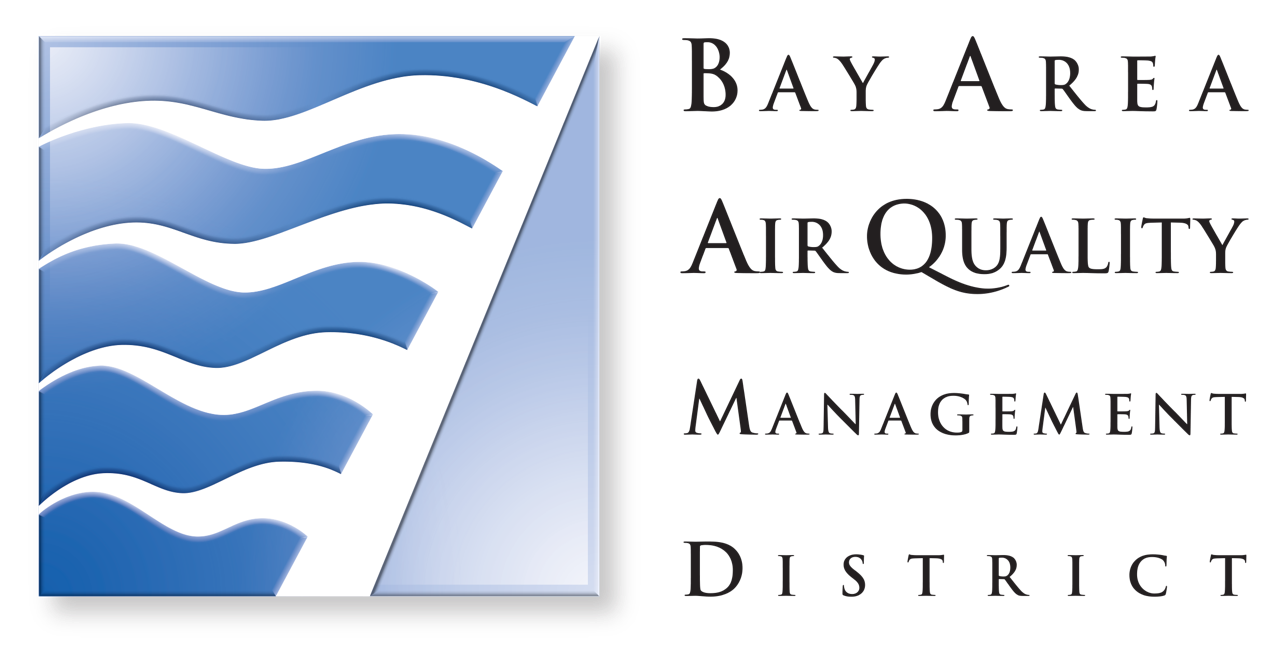 BAY AREA
AIR QUALITY
MANAGEMENT
DISTRICT